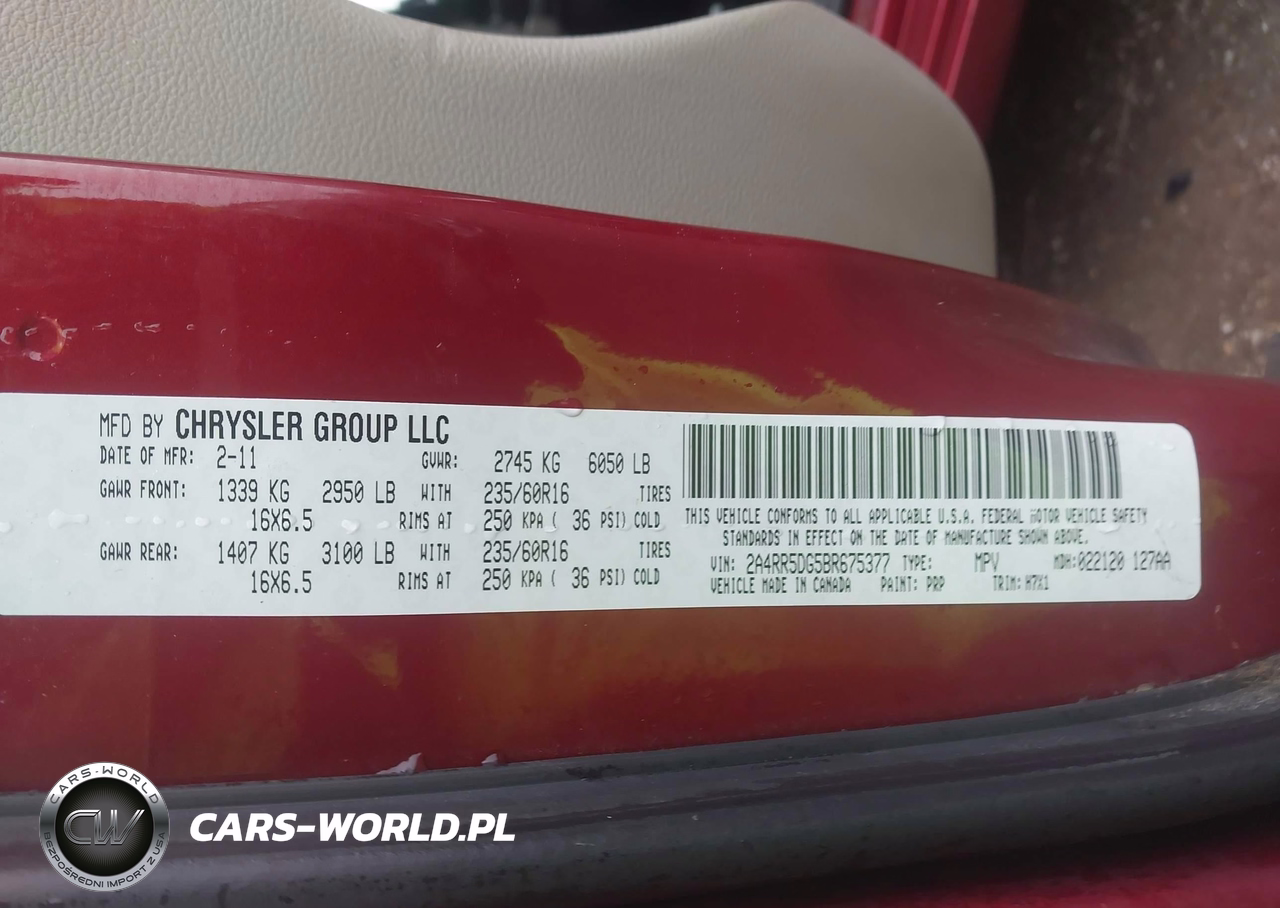 MFD BY CHRYSLER GROUP LLC
DATE OF MFR: 2-11 GVWR: 2745 KG 6050 LB
GAWR FRONT: 1339 KG 2950 LB WITH 235/60R16 TIRES
16X6.5 RIMS AT 250 KPA ( 36 PSI) COLD
GAWR REAR: 1407 KG 3100 LB WITH 235/60R16 TIRES
16X6.5 RIMS AT 250 KPA ( 36 PSI) COLD
THIS VEHICLE CONFORMS TO ALL APPLICABLE U.S.A. FEDERAL MOTOR VEHICLE SAFETY
STANDARDS IN EFFECT ON THE DATE OF MANUFACTURE SHOWN ABOVE.
VIN: 2A4RR5DG5BR675377 TYPE: MPV MDH:022120 127AA
VEHICLE MADE IN CANADA PAINT: PRP TRIM: H7X1
CARS-WORLD
CW
BEZPOŚREDNI IMPORT Z USA
CARS-WORLD.PL